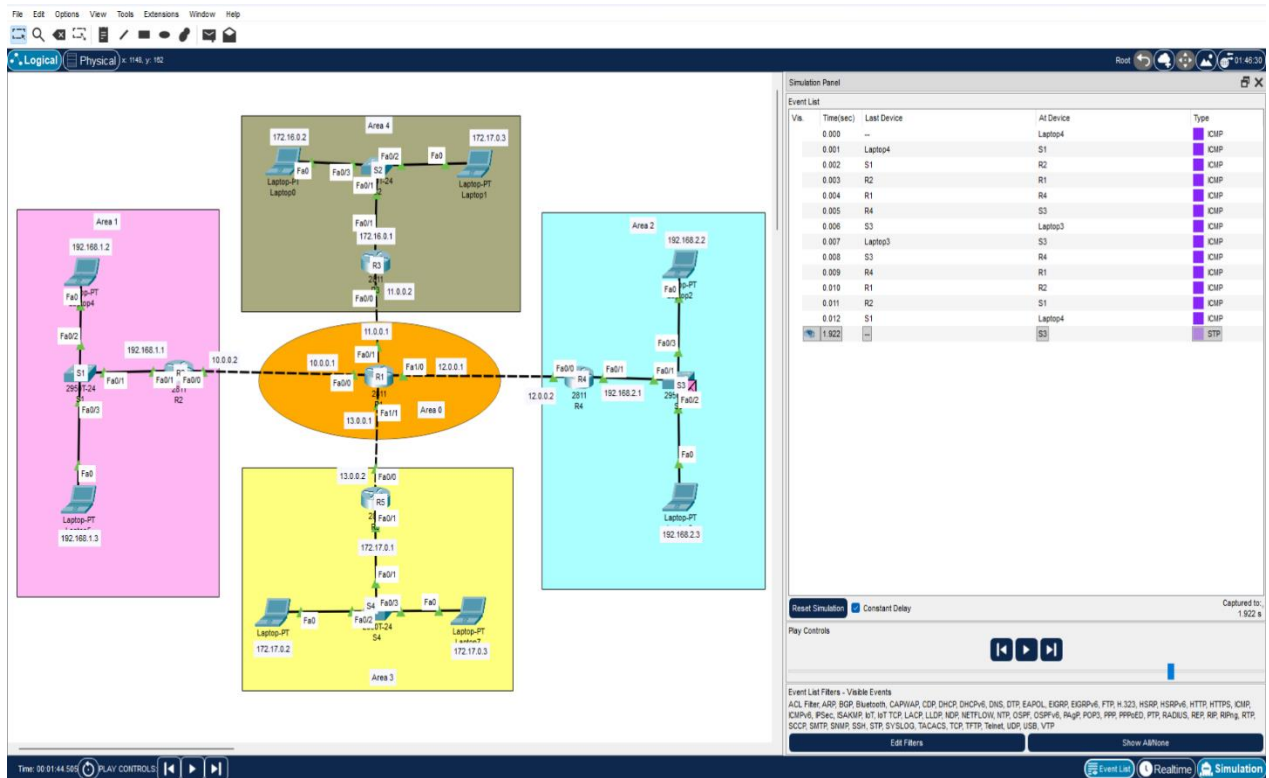 File Edit Options View Tools Extensions Window Help
Logical Physical x: 1148, y: 162 Root 01:46:30
Simulation Panel
Event List
Vis. Time(sec) Last Device At Device Type
0.000 -- Laptop4 ICMP
0.001 Laptop4 S1 ICMP
0.002 S1 R2 ICMP
0.003 R2 R1 ICMP
0.004 R1 R4 ICMP
0.005 R4 S3 ICMP
0.006 S3 Laptop3 ICMP
0.007 Laptop3 S3 ICMP
0.008 S3 R4 ICMP
0.009 R4 R1 ICMP
0.010 R1 R2 ICMP
0.011 R2 S1 ICMP
0.012 S1 Laptop4 ICMP
1.922 -- S3 STP
Reset Simulation Constant Delay Captured to:
1.922 s
Play Controls
Event List Filters - Visible Events
ACL Filter, ARP, BGP, Bluetooth, CAPWAP, CDP, DHCP, DHCPv6, DNS, DTP, EAPOL, EIGRP, EIGRPv6, FTP, H.323, HSRP, HSRPv6, HTTP, HTTPS, ICMP,
ICMPv6, IPSec, ISAKMP, IoT, IoT TCP, LACP, LLDP, NDP, NETFLOW, NTP, OSPF, OSPFv6, PAgP, POP3, PPP, PPPoED, PTP, RADIUS, REP, RIP, RIPng, RTP,
SCCP, SMTP, SNMP, SSH, STP, SYSLOG, TACACS, TCP, TFTP, Telnet, UDP, USB, VTP
Edit Filters Show All/None
Area 4
172.16.0.2 172.17.0.3
Fa0 Fa0/3 S2 Fa0/2 Fa0
Laptop0 Fa0/1 Laptop-PT
Laptop1
Fa0/1
172.16.0.1
R3
Fa0/0 11.0.0.2
Area 1
192.168.1.2
Fa0
Fa0/2
192.168.1.1
S1 Fa0/1 Fa0/1 Fa0/0 10.0.0.2
2811
R2
Fa0/3
Fa0
Laptop-PT
192.168.1.3
11.0.0.1
Fa0/1
10.0.0.1 Fa0/0 R1 Fa1/0 12.0.0.1
2811
Fa1/1 Area 0
13.0.0.1
Area 2
192.168.2.2
Fa0
Fa0/3
Fa0/0 R4 Fa0/1 Fa0/1 S3
12.0.0.2 2811 192.168.2.1 Fa0/2
R4
Fa0
Laptop-PT
192.168.2.3
13.0.0.2 Fa0/0
R5
Fa0/1
172.17.0.1
Fa0/1
S4 Fa0/3 Fa0
Fa0 Fa0/2
S4
Laptop-PT Laptop-PT
172.17.0.2 172.17.0.3
Area 3
Time: 00:01:44.505 PLAY CONTROLS: Event List Realtime Simulation